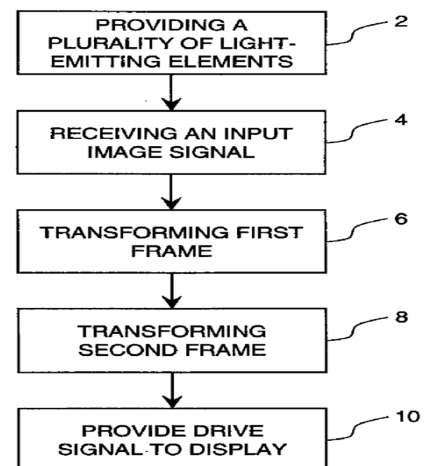 PROVIDING A
PLURALITY OF LIGHT-
EMITTING ELEMENTS
2
RECEIVING AN INPUT
IMAGE SIGNAL
4
TRANSFORMING FIRST
FRAME
6
TRANSFORMING
SECOND FRAME
8
PROVIDE DRIVE
SIGNAL TO DISPLAY
10